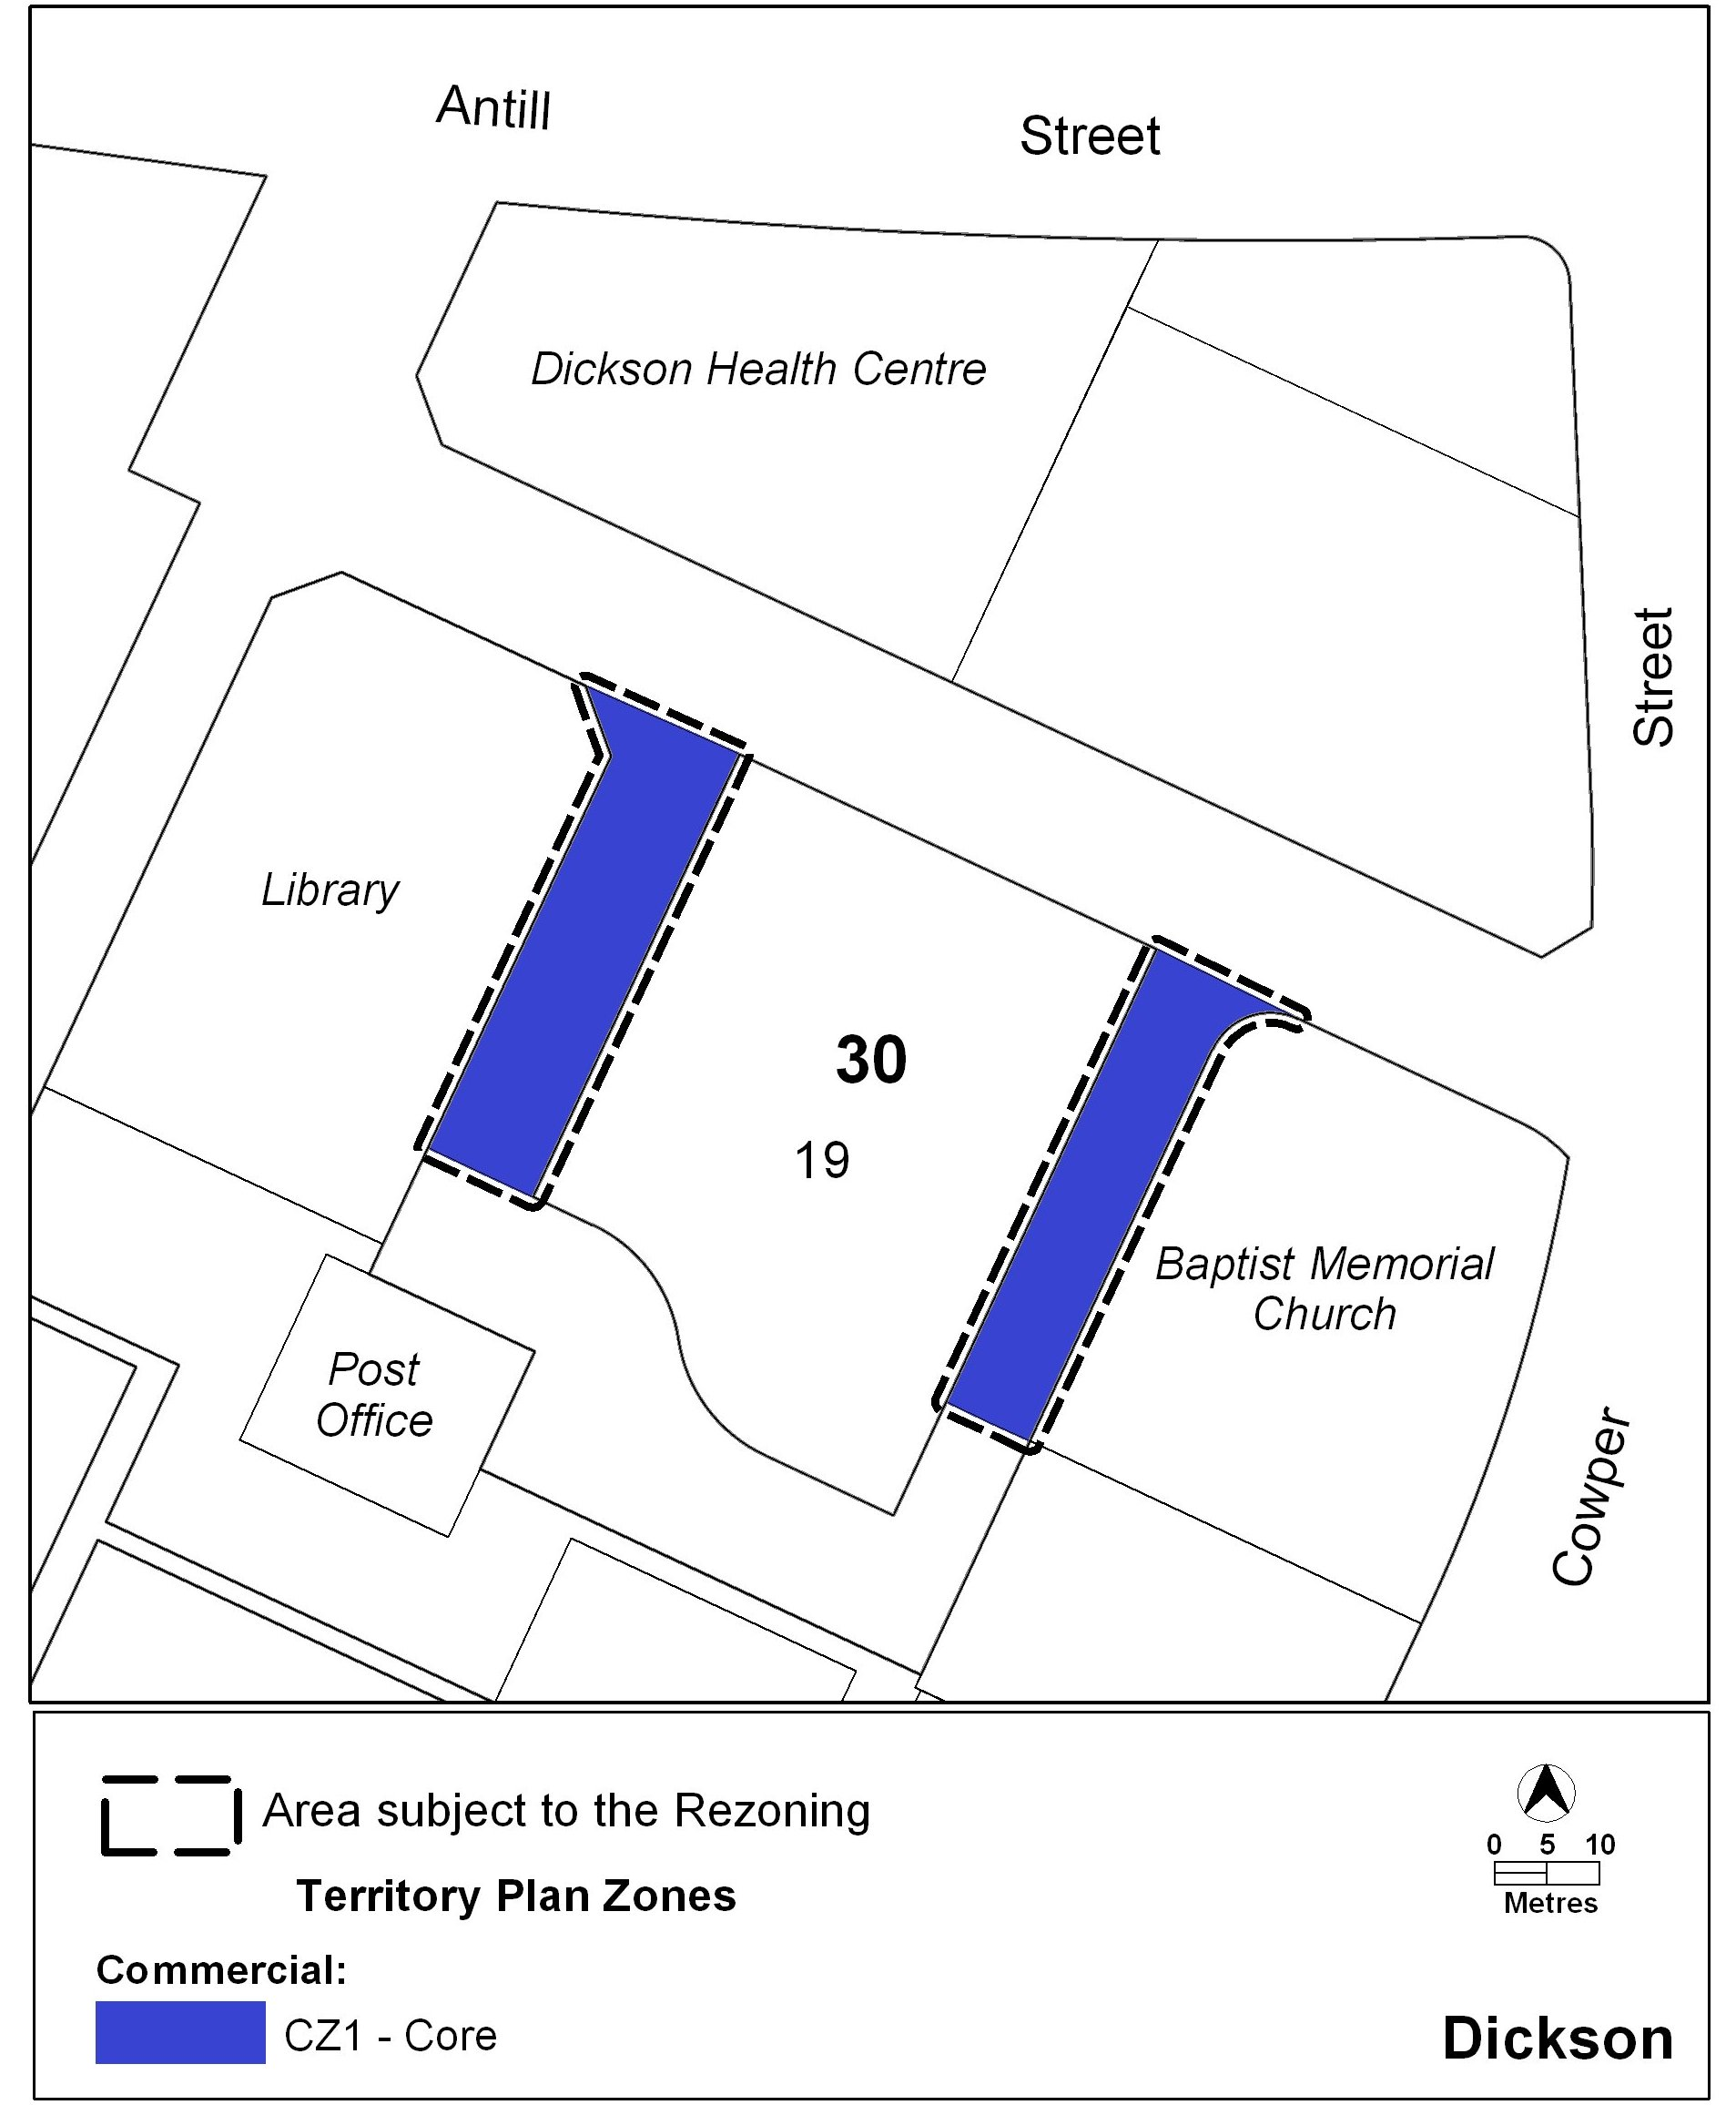 Antill
Street
Dickson Health Centre
Street
Library
30
19
Baptist Memorial
Church
Post
Office
Cowper
Area subject to the Rezoning
Territory Plan Zones
Commercial:
CZ1 - Core
0 5 10
Metres
Dickson